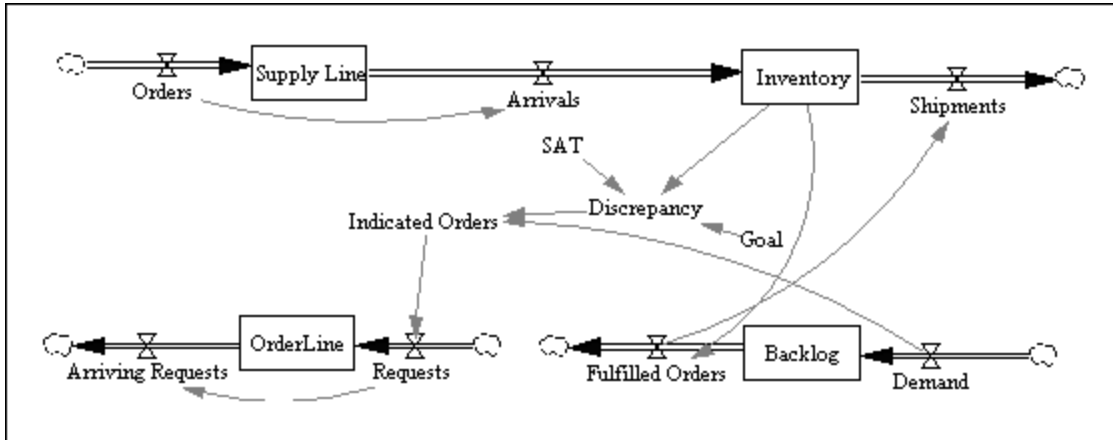 Supply Line
Inventory
Orders
Arrivals
Shipments
SAT
Discrepancy
Indicated Orders
Goal
OrderLine
Backlog
Arriving Requests
Requests
Fulfilled Orders
Demand